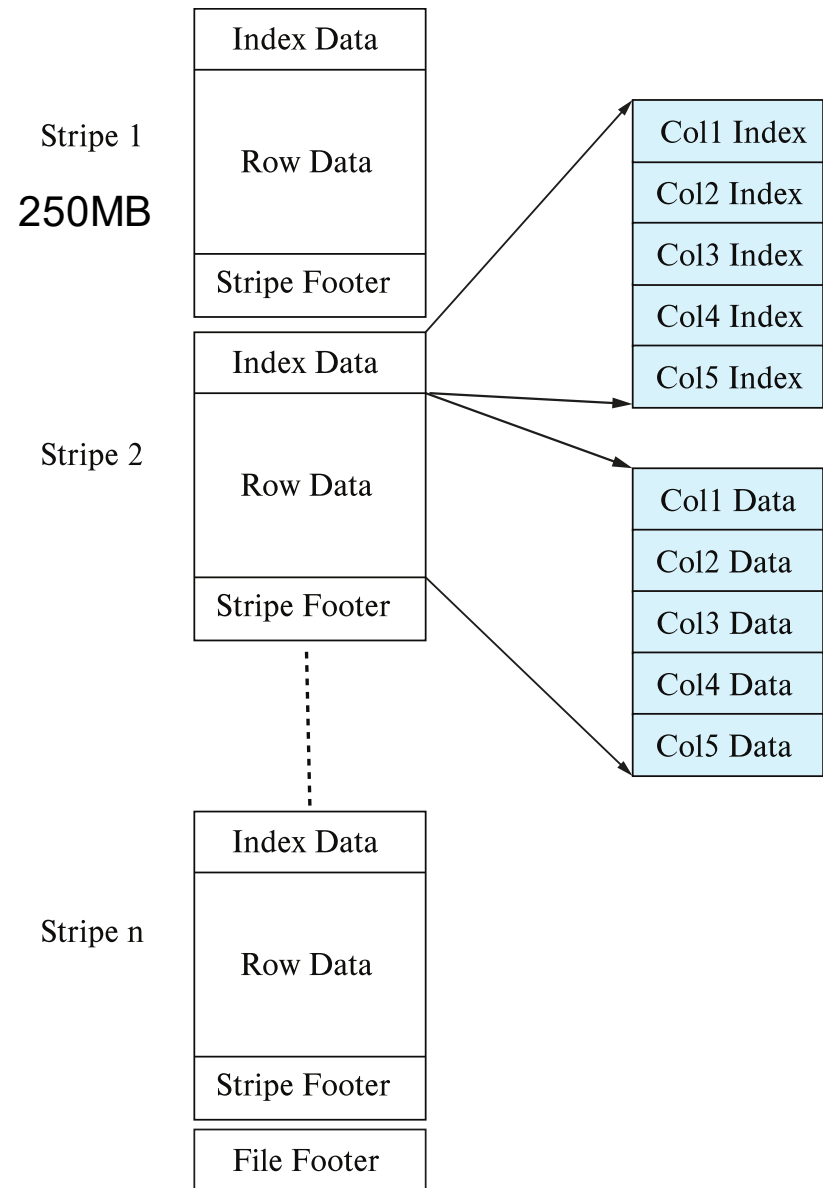 Index Data
Stripe 1
Row Data
250MB
Stripe Footer
Col1 Index
Col2 Index
Col3 Index
Col4 Index
Col5 Index
Index Data
Stripe 2
Row Data
Stripe Footer
Col1 Data
Col2 Data
Col3 Data
Col4 Data
Col5 Data
Index Data
Stripe n
Row Data
Stripe Footer
File Footer